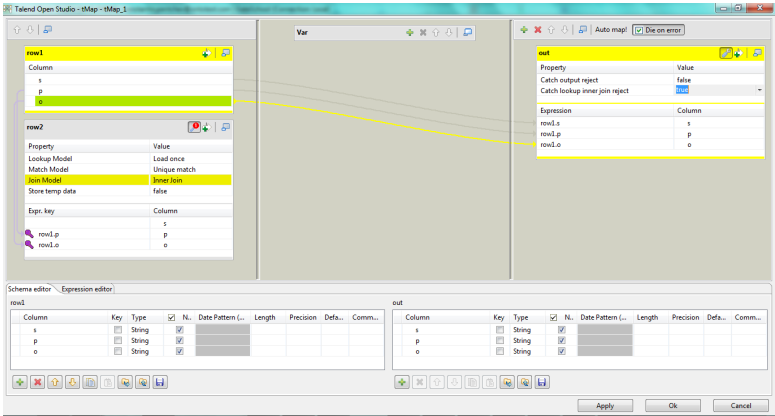 Talend Open Studio - tMap - tMap_1
Var
Auto map!
Die on error
row1
Column
s
p
o
row2
Property Value
Lookup Model Load once
Match Model Unique match
Join Model Inner Join
Store temp data false
Expr. key Column
s
row1.p p
row1.o o
out
Property Value
Catch output reject false
Catch lookup inner join reject true
Expression Column
row1.s s
row1.p p
row1.o o
Schema editor Expression editor
row1
Column Key Type N.. Date Pattern (... Length Precision Defa... Comm...
s String
p String
o String
out
Column Key Type N.. Date Pattern (... Length Precision Defa... Comm...
s String
p String
o String
Apply Ok Cancel